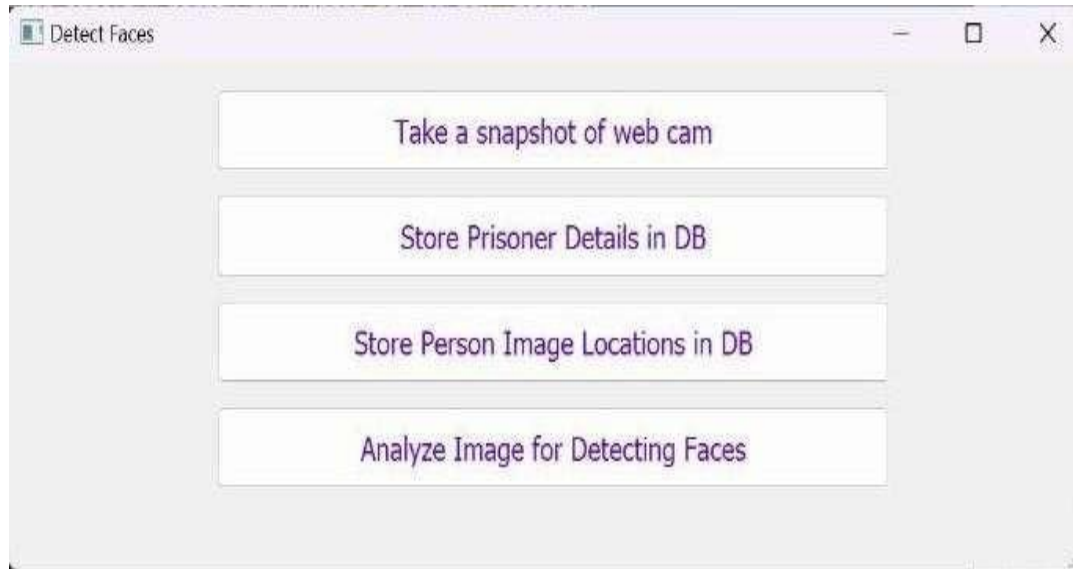 Detect Faces
Take a snapshot of web cam
Store Prisoner Details in DB
Store Person Image Locations in DB
Analyze Image for Detecting Faces